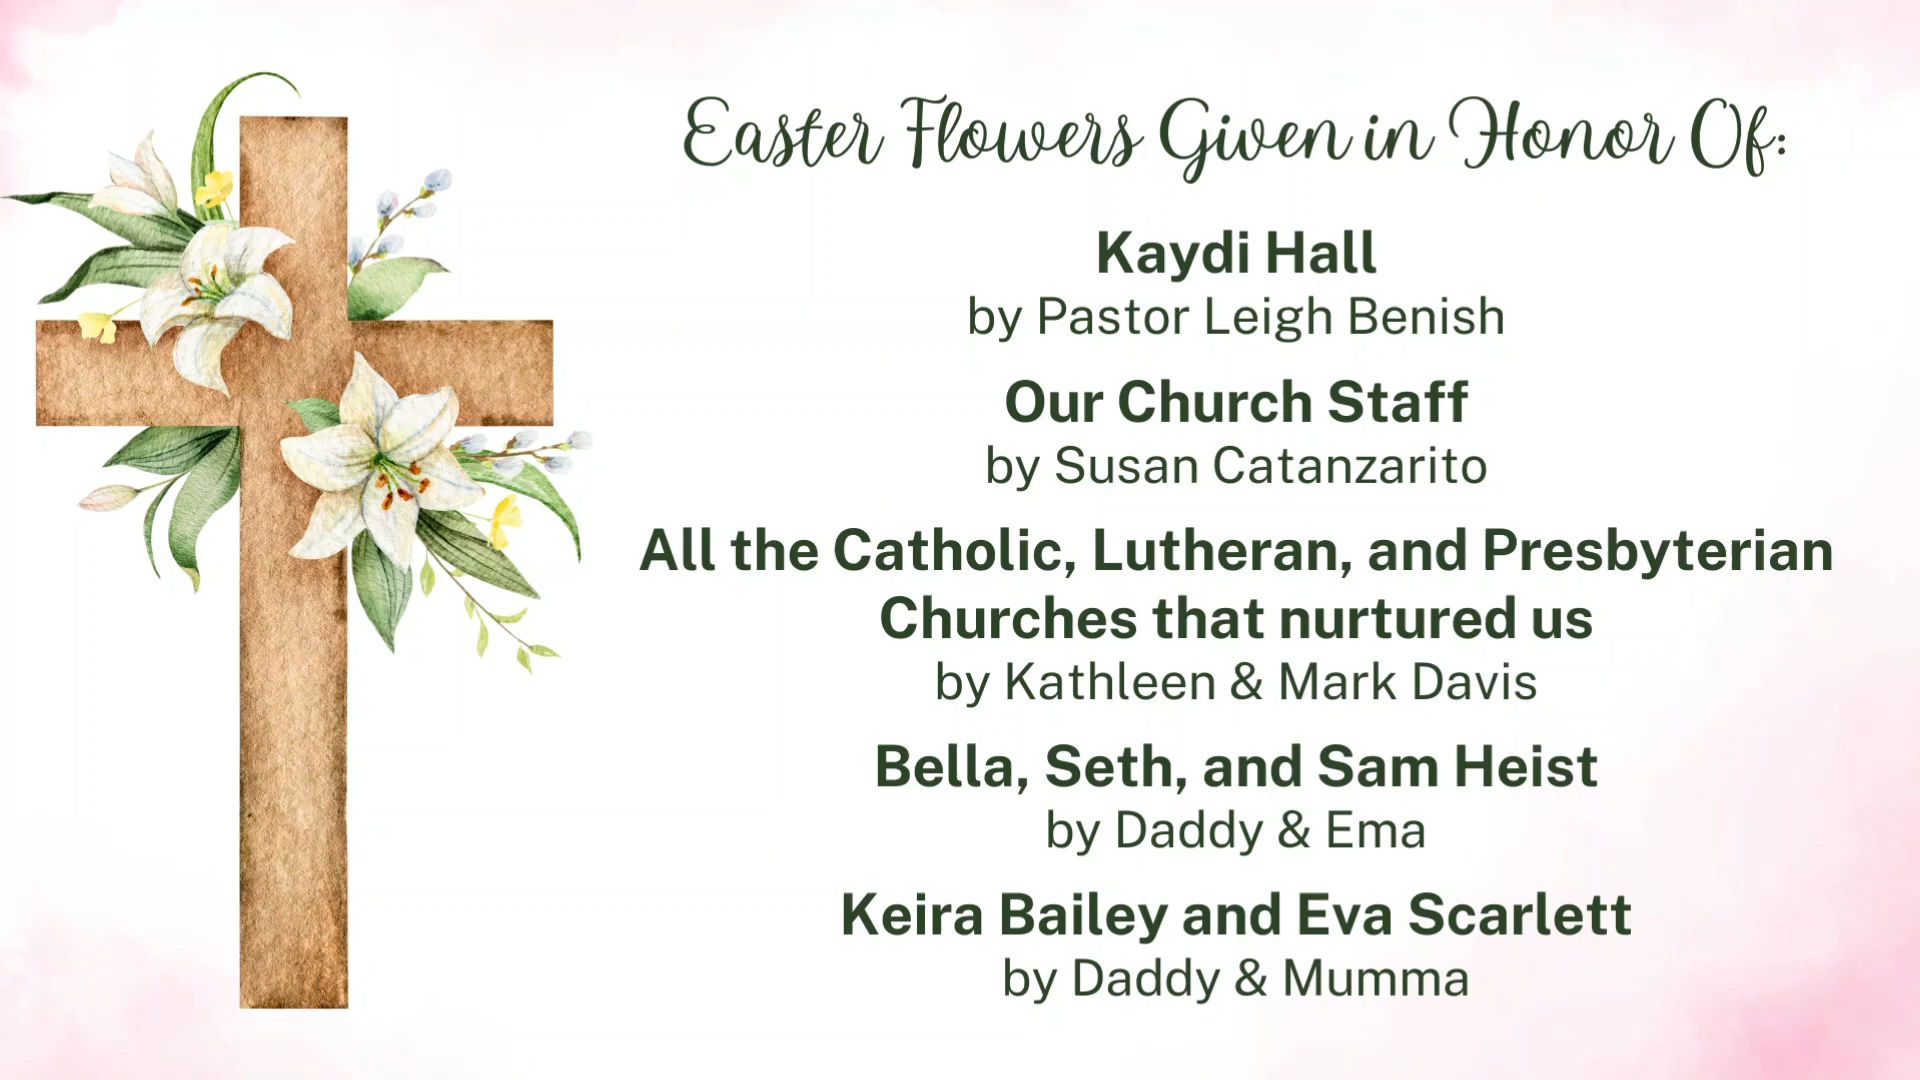 Easter Flowers Given in Honor Of:
Kaydi Hall
by Pastor Leigh Benish
Our Church Staff
by Susan Catanzarito
All the Catholic, Lutheran, and Presbyterian
Churches that nurtured us
by Kathleen & Mark Davis
Bella, Seth, and Sam Heist
by Daddy & Ema
Keira Bailey and Eva Scarlett
by Daddy & Mumma